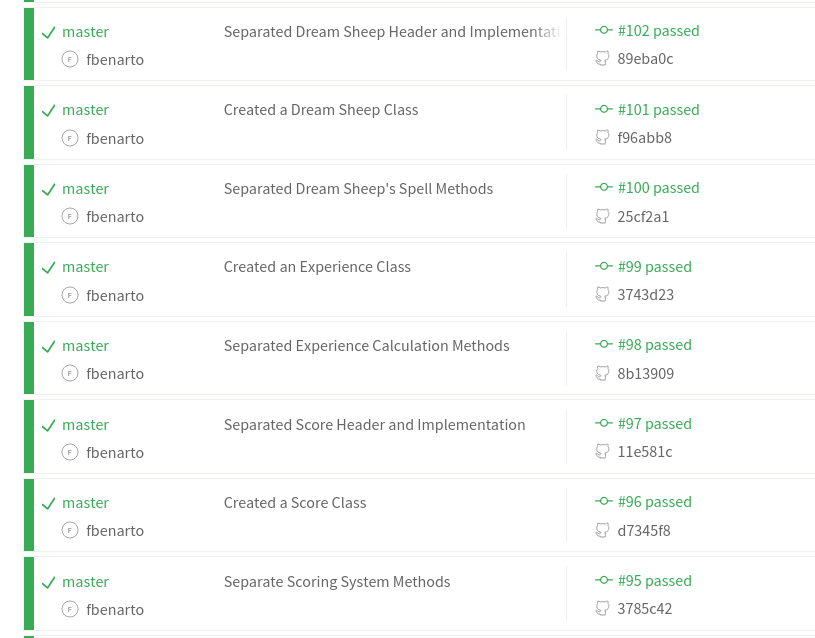 master Separated Dream Sheep Header and #102 passed
F fbenarto 89eba0c
master Created a Dream Sheep Class #101 passed
F fbenarto f96abb8
master Separated Dream Sheep's Spell Methods #100 passed
F fbenarto 25cf2a1
master Created an Experience Class #99 passed
F fbenarto 3743d23
master Separated Experience Calculation Methods #98 passed
F fbenarto 8b13909
master Separated Score Header and Implementation #97 passed
F fbenarto 11e581c
master Created a Score Class #96 passed
F fbenarto d7345f8
master Separate Scoring System Methods #95 passed
F fbenarto 3785c42